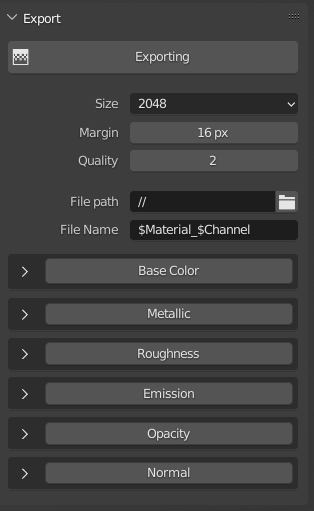 Export
Exporting
Size 2048
Margin 16 px
Quality 2
File path //
File Name $Material_$Channel
Base Color
Metallic
Roughness
Emission
Opacity
Normal